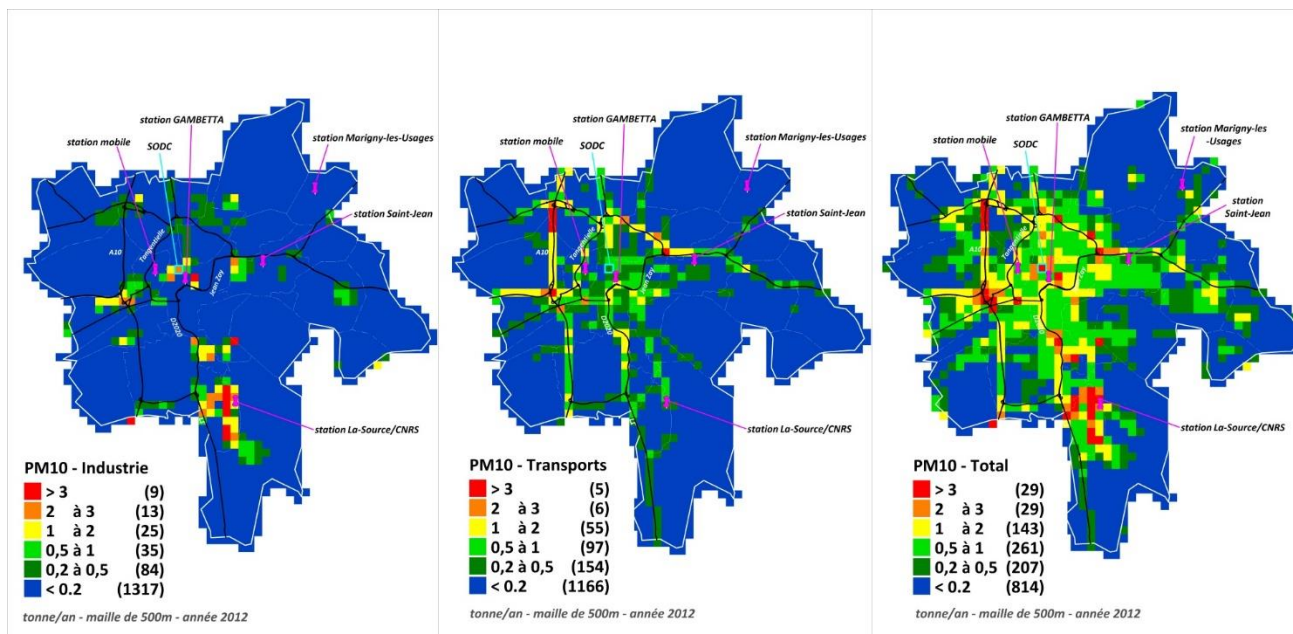 station GAMBETTA
station mobile
SODC
station Marigny-les-Usages
station Saint-Jean
A10
Tangentielle
Jean Zay
D2020
station La-Source/CNRS
PM10 - Industrie
> 3 (9)
2 à 3 (13)
1 à 2 (25)
0,5 à 1 (35)
0,2 à 0,5 (84)
< 0.2 (1317)
tonne/an - maille de 500m - année 2012
station GAMBETTA
SODC
station mobile
station Marigny-les-Usages
station Saint-Jean
A10
Tangentielle
Jean Zay
D2020
station La-Source/CNRS
PM10 - Transports
> 3 (5)
2 à 3 (6)
1 à 2 (55)
0,5 à 1 (97)
0,2 à 0,5 (154)
< 0.2 (1166)
tonne/an - maille de 500m - année 2012
station GAMBETTA
SODC
station mobile
station Marigny-les
-Usages
station
Saint-Jean
A10
Tangentielle
Jean Zay
D2020
station La-Source/CNRS
PM10 - Total
> 3 (29)
2 à 3 (29)
1 à 2 (143)
0,5 à 1 (261)
0,2 à 0,5 (207)
< 0.2 (814)
tonne/an - maille de 500m - année 2012